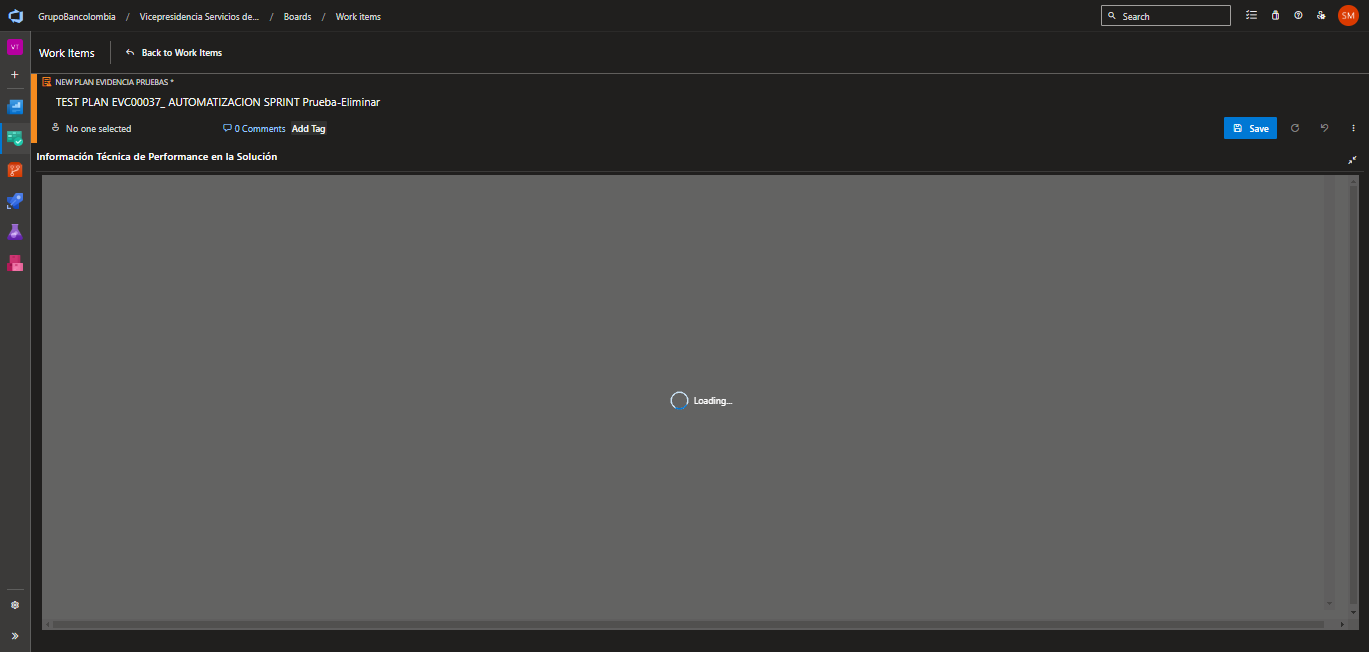 GrupoBancolombia / Vicepresidencia Servicios de... / Boards / Work items
Search
SM
VT
Work Items
Back to Work Items
NEW PLAN EVIDENCIA PRUEBAS *
TEST PLAN EVC00037_ AUTOMATIZACION SPRINT Prueba-Eliminar
No one selected
0 Comments
Add Tag
Save
Información Técnica de Performance en la Solución
Loading...